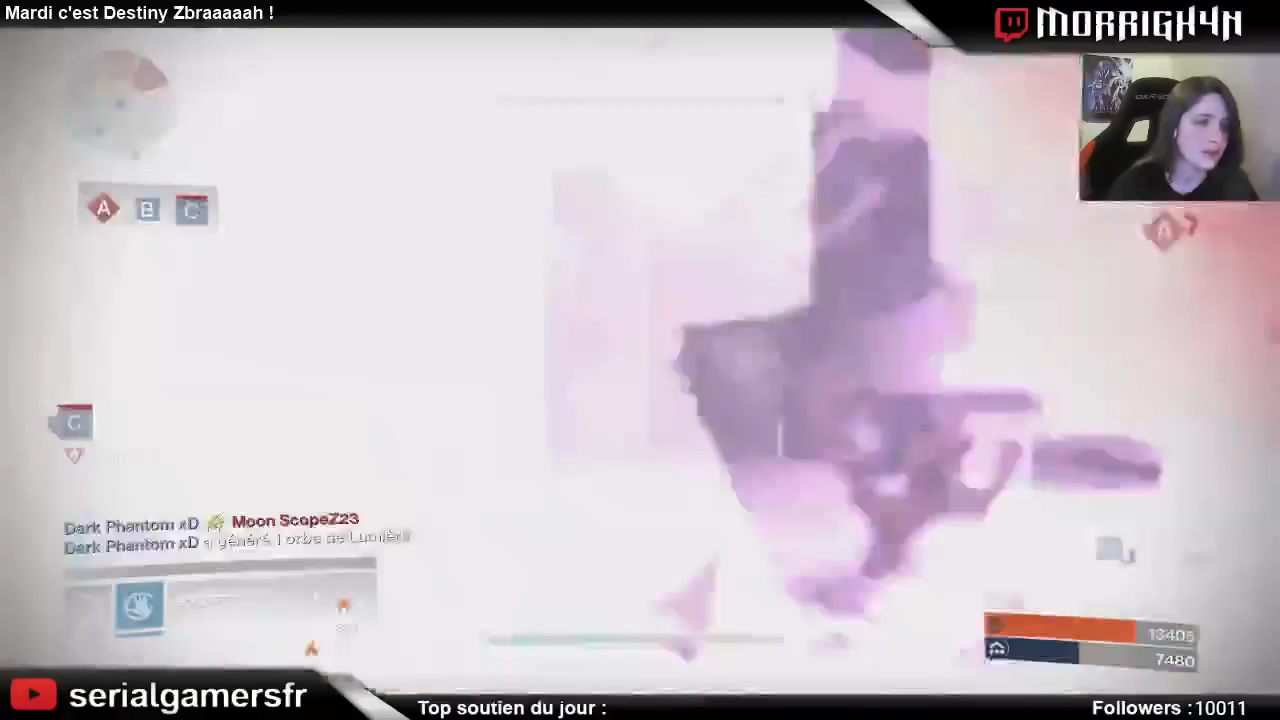 Mardi c'est Destiny Zbraaaaah !
MORRIGH4N
A B C
A
C
Dark Phantom xD Moon ScopeZ23
Dark Phantom xD a généré 1 orbe de Lumière
13405
7480
serialgamersfr
Top soutien du jour :
Followers :10011